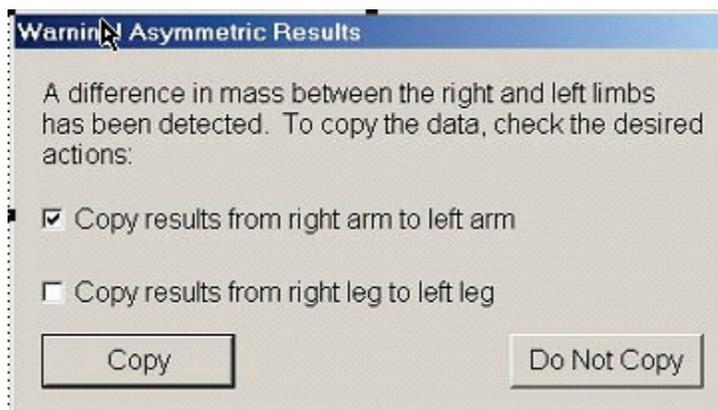 Warning! Asymmetric Results
A difference in mass between the right and left limbs
has been detected. To copy the data, check the desired
actions:
Copy results from right arm to left arm
Copy results from right leg to left leg
Copy
Do Not Copy